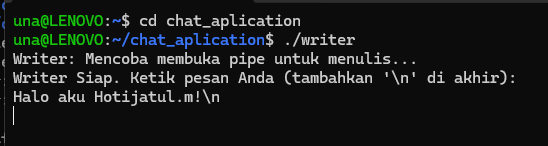 una@LENOVO:~$ cd chat_aplication
una@LENOVO:~/chat_aplication$ ./writer
Writer: Mencoba membuka pipe untuk menulis...
Writer Siap. Ketik pesan Anda (tambahkan '\n' di akhir):
Halo aku Hotijatul.m!\n